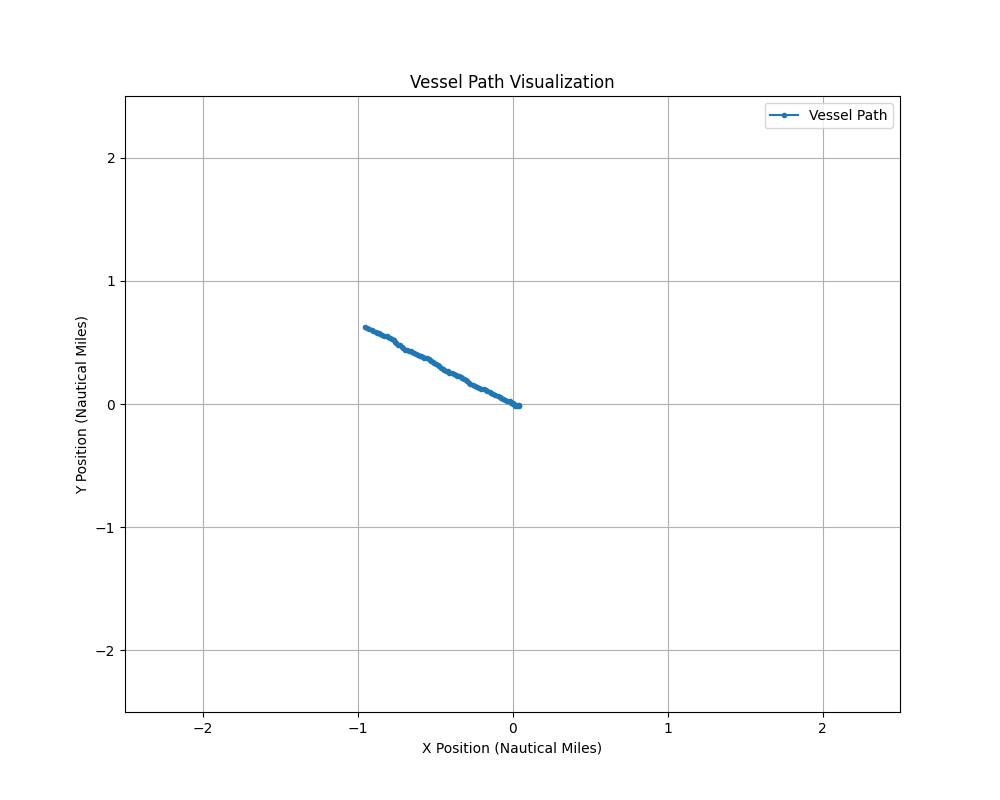 Vessel Path Visualization
Vessel Path
2
1
0
−1
−2
Y Position (Nautical Miles)
−2
−1
0
1
2
X Position (Nautical Miles)